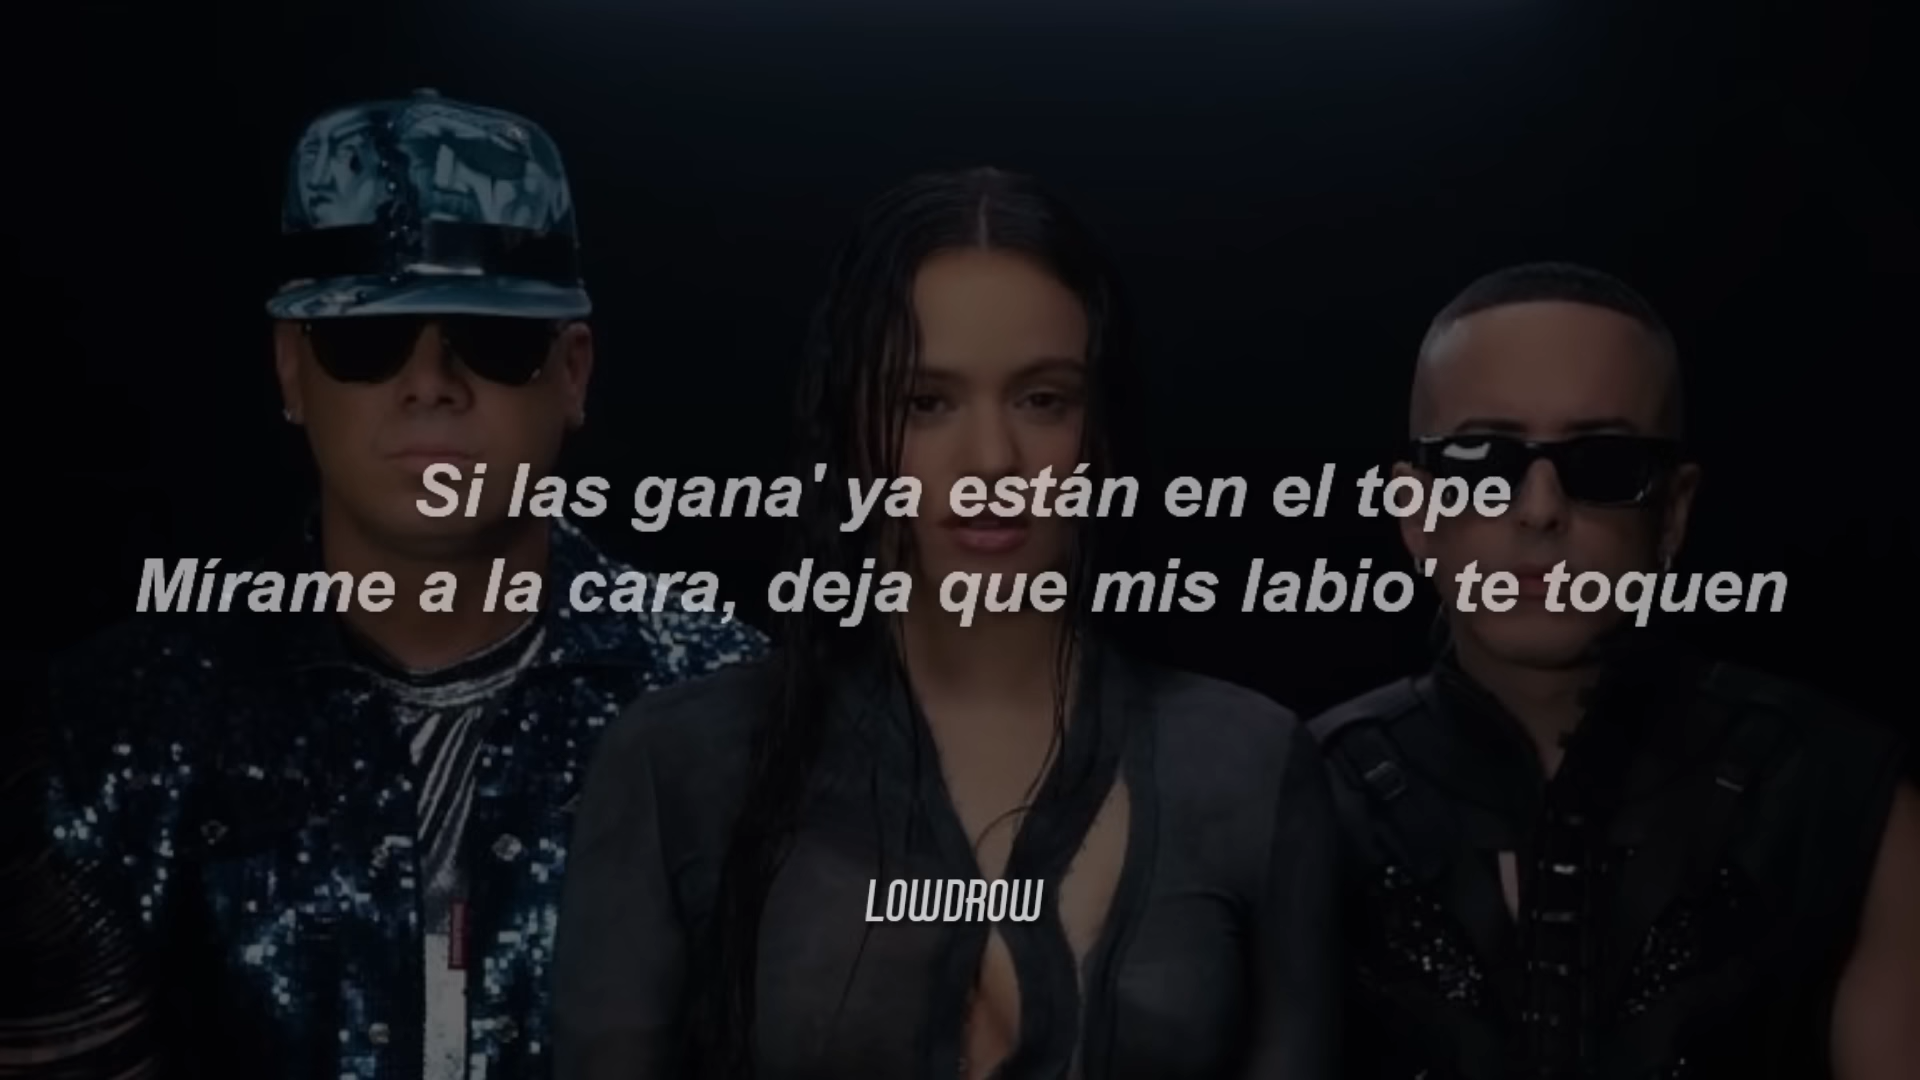 Si las gana' ya están en el tope
Mírame a la cara, deja que mis labio' te toquen
LOWDROW